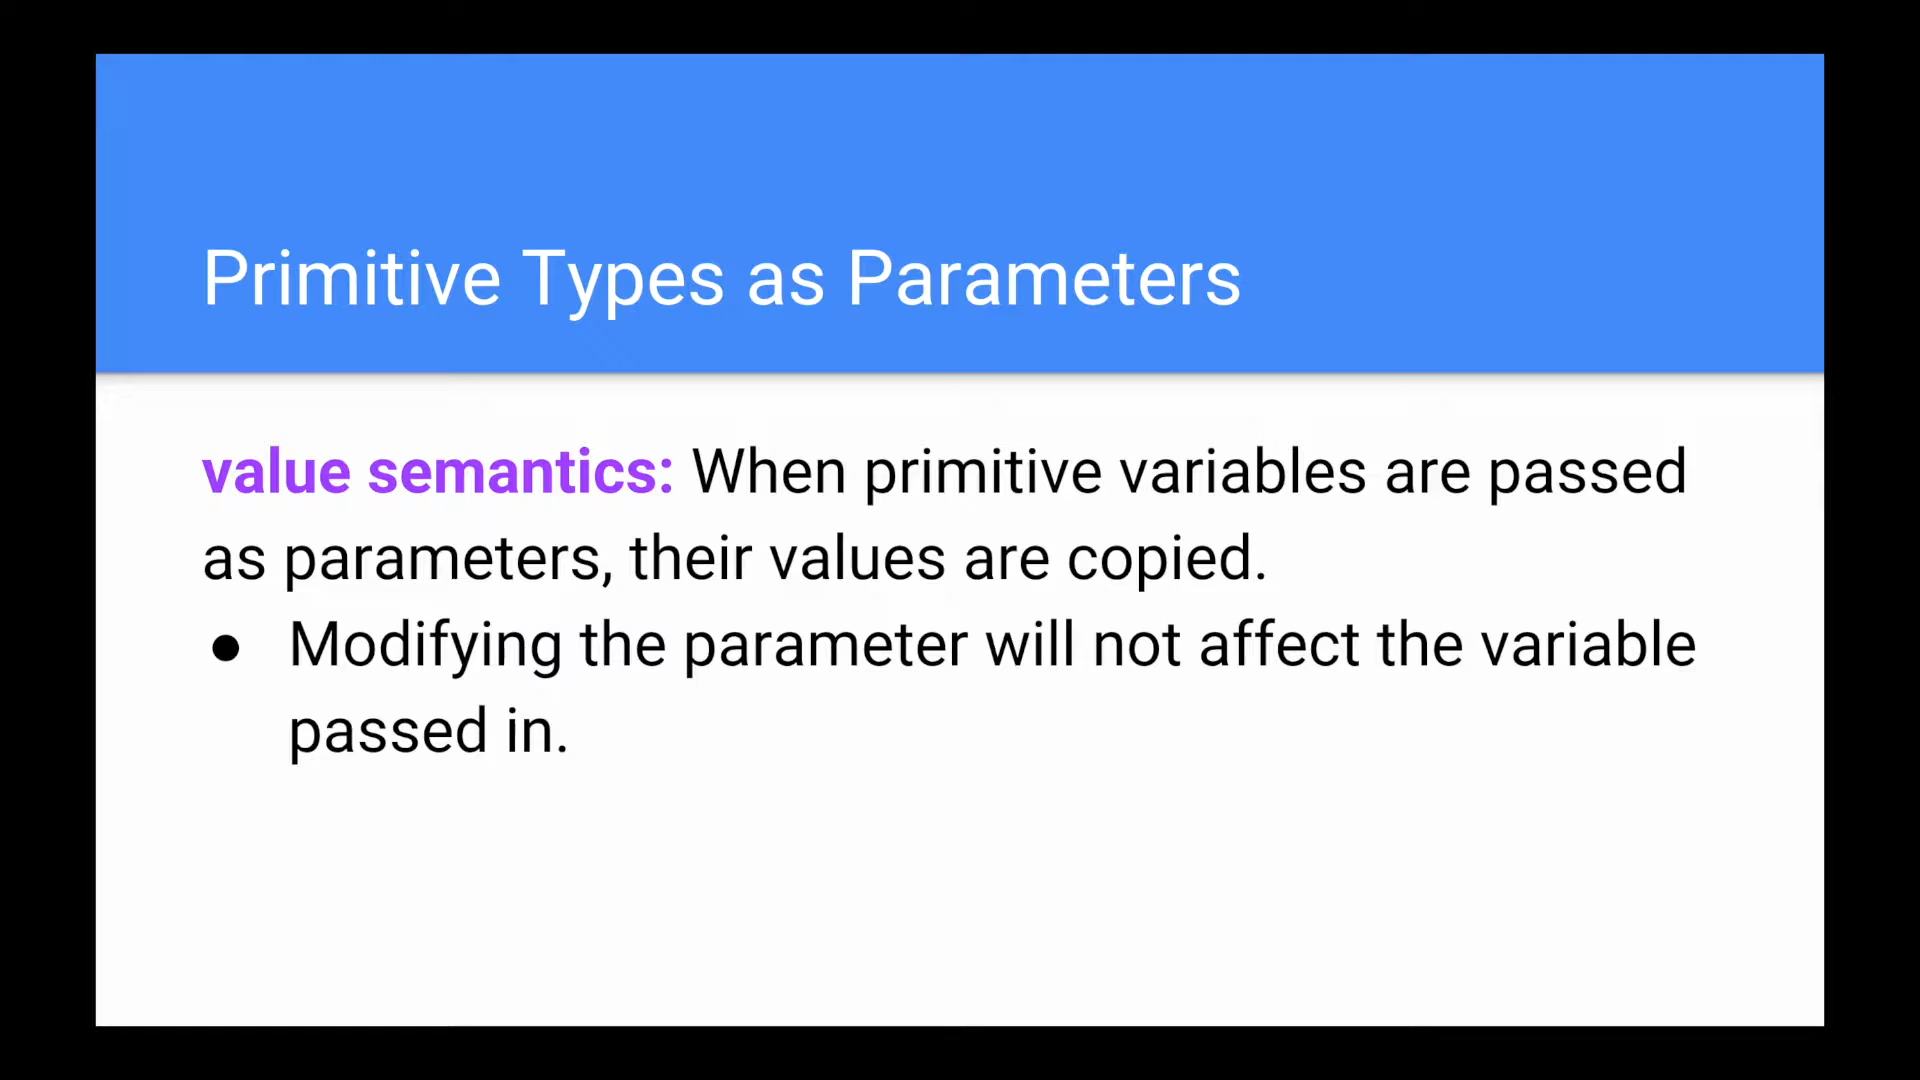 Primitive Types as Parameters
value semantics: When primitive variables are passed
as parameters, their values are copied.
● Modifying the parameter will not affect the variable
passed in.